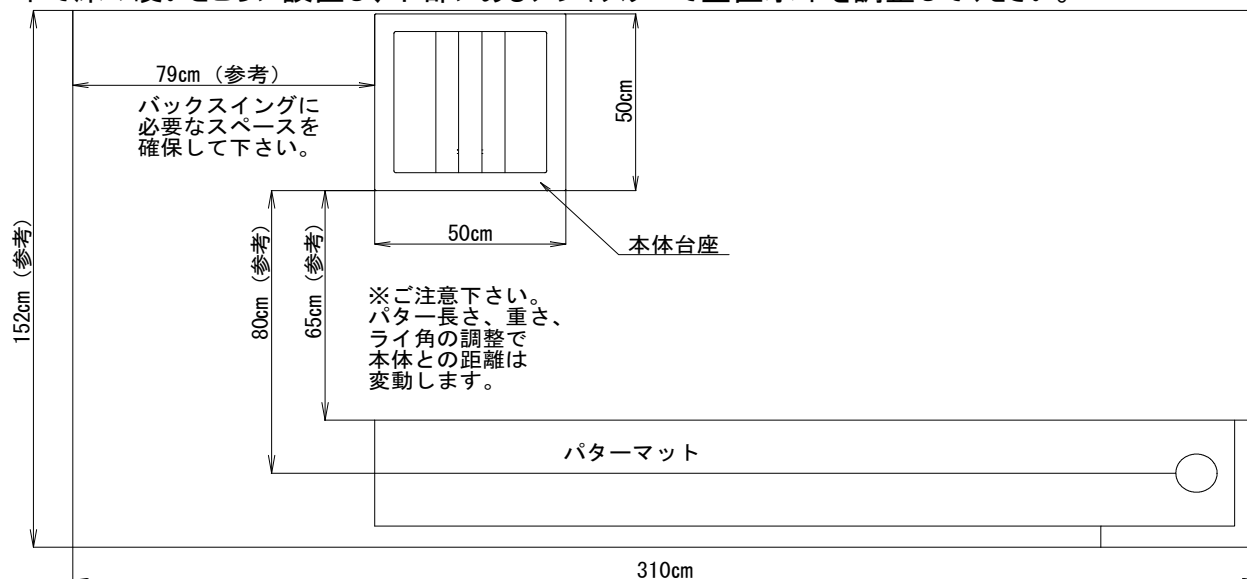 79cm（参考）
バックスイングに
必要なスペースを
確保して下さい。
50cm
50cm
本体台座
152cm（参考）
80cm（参考）
65cm（参考）
※ご注意下さい。
パター長さ、重さ、
ライ角の調整で
本体との距離は
変動します。
パターマット
310cm